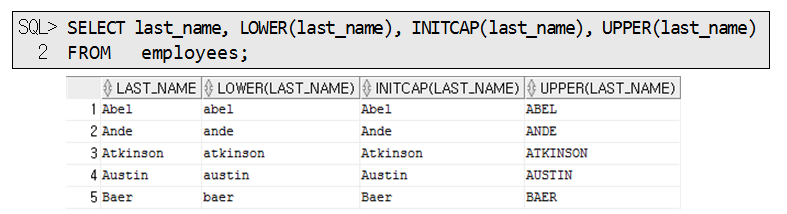 SQL> SELECT last_name, LOWER(last_name), INITCAP(last_name), UPPER(last_name)
2 FROM employees;
LAST_NAME LOWER(LAST_NAME) INITCAP(LAST_NAME) UPPER(LAST_NAME)
1 Abel abel Abel ABEL
2 Ande ande Ande ANDE
3 Atkinson atkinson Atkinson ATKINSON
4 Austin austin Austin AUSTIN
5 Baer baer Baer BAER